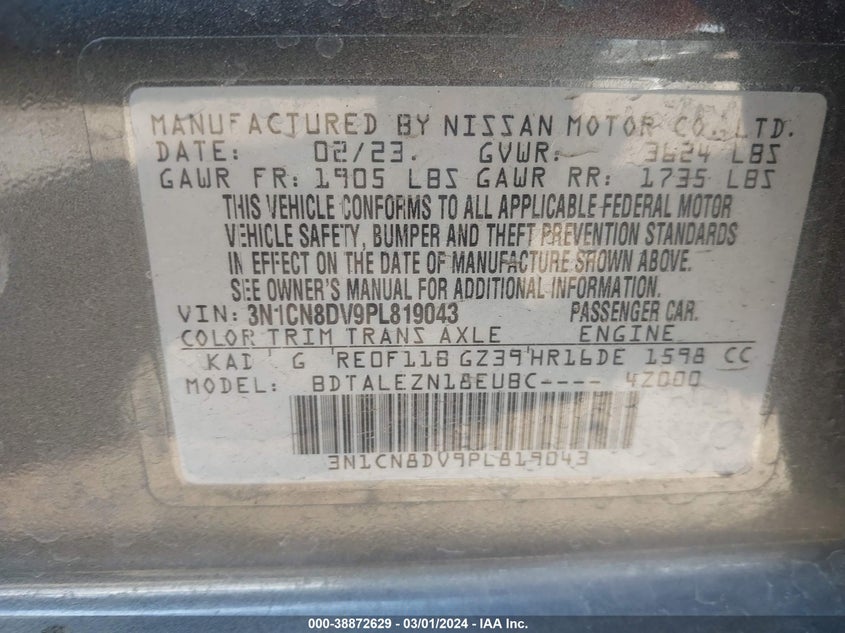 MANUFACTURED BY NISSAN MOTOR CO., LTD.
DATE: 02/23. GVWR: 3624 LBS
GAWR FR: 1905 LBS GAWR RR: 1735 LBS
THIS VEHICLE CONFORMS TO ALL APPLICABLE FEDERAL MOTOR
VEHICLE SAFETY, BUMPER AND THEFT PREVENTION STANDARDS
IN EFFECT ON THE DATE OF MANUFACTURE SHOWN ABOVE.
SEE OWNER'S MANUAL FOR ADDITIONAL INFORMATION.
VIN: 3N1CN8DV9PL819043 PASSENGER CAR.
COLOR TRIM TRANS AXLE ENGINE
KAD G RE0F11B GZ39 HR16DE 1598 CC
MODEL: BDTALEZN18EUBC---- 4Z000
3N1CN8DV9PL819043
000-38872629 - 03/01/2024 - IAA Inc.